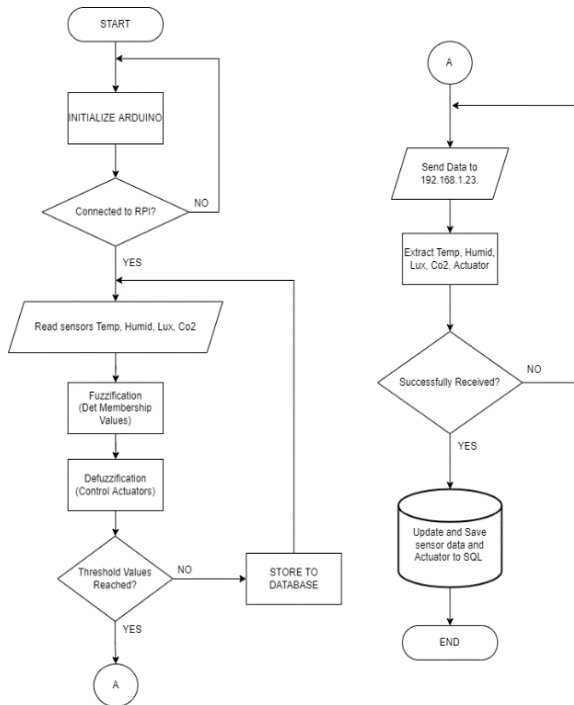 START
INITIALIZE ARDUINO
Connected to RPI?
NO
YES
Read sensors Temp, Humid, Lux, Co2
Fuzzification
(Det Membership
Values)
Defuzzification
(Control Actuators)
Threshold Values
Reached?
NO
STORE TO
DATABASE
YES
A
A
Send Data to
192.168.1.23.
Extract Temp, Humid,
Lux, Co2, Actuator
Successfully Received?
NO
YES
Update and Save
sensor data and
Actuator to SQL
END